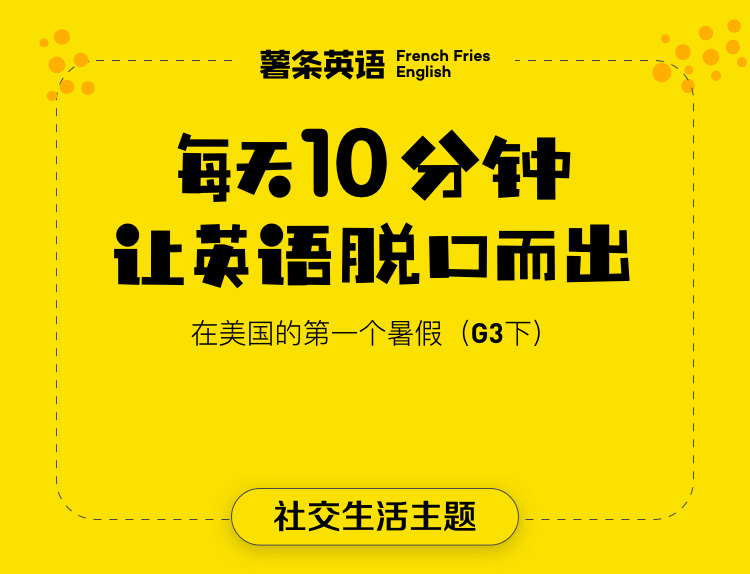 薯条英语 French Fries
English
每天10分钟
让英语脱口而出
在美国的第一个暑假（G3下）
社交生活主题